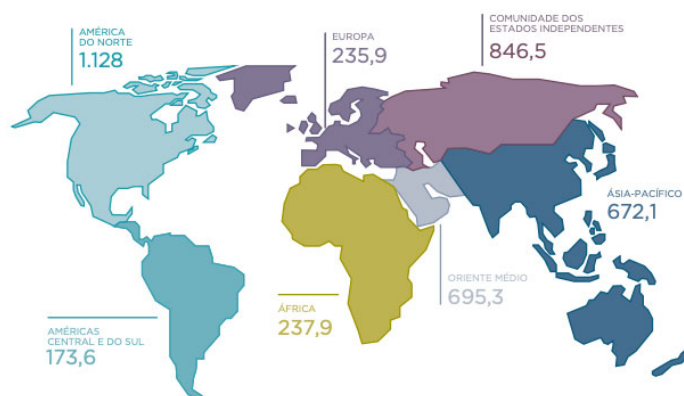 AMÉRICA
DO NORTE
1.128
EUROPA
235,9
COMUNIDADE DOS
ESTADOS INDEPENDENTES
846,5
ÁSIA-PACÍFICO
672,1
ORIENTE MÉDIO
695,3
ÁFRICA
237,9
AMÉRICAS
CENTRAL E DO SUL
173,6